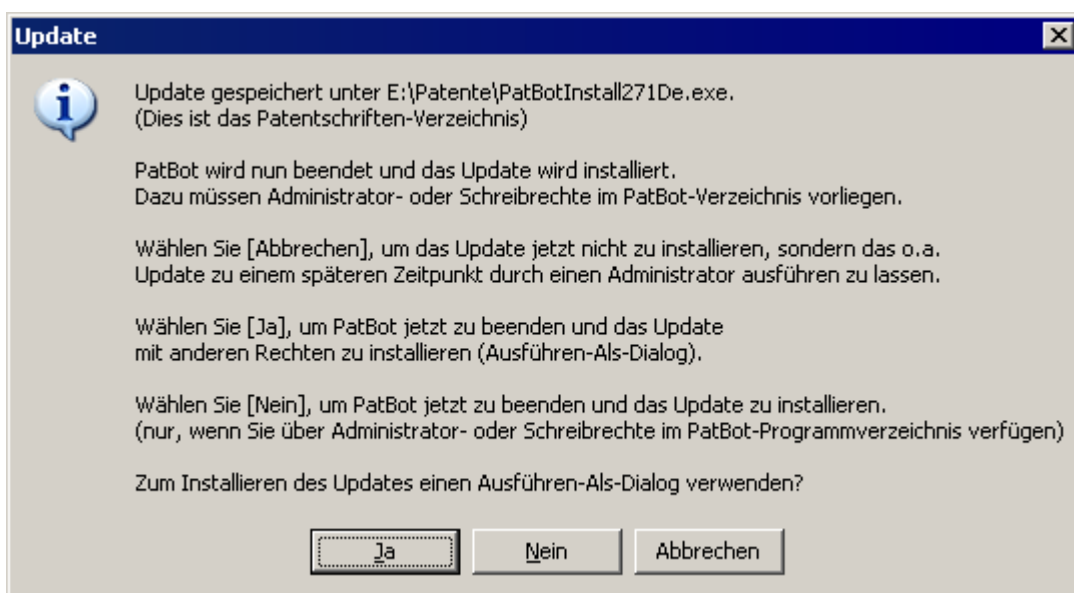 Update
Update gespeichert unter E:\Patente\PatBotInstall271De.exe.
(Dies ist das Patentschriften-Verzeichnis)
PatBot wird nun beendet und das Update wird installiert.
Dazu müssen Administrator- oder Schreibrechte im PatBot-Verzeichnis vorliegen.
Wählen Sie [Abbrechen], um das Update jetzt nicht zu installieren, sondern das o.a.
Update zu einem späteren Zeitpunkt durch einen Administrator ausführen zu lassen.
Wählen Sie [Ja], um PatBot jetzt zu beenden und das Update
mit anderen Rechten zu installieren (Ausführen-Als-Dialog).
Wählen Sie [Nein], um PatBot jetzt zu beenden und das Update zu installieren.
(nur, wenn Sie über Administrator- oder Schreibrechte im PatBot-Programmverzeichnis verfügen)
Zum Installieren des Updates einen Ausführen-Als-Dialog verwenden?
Ja
Nein
Abbrechen